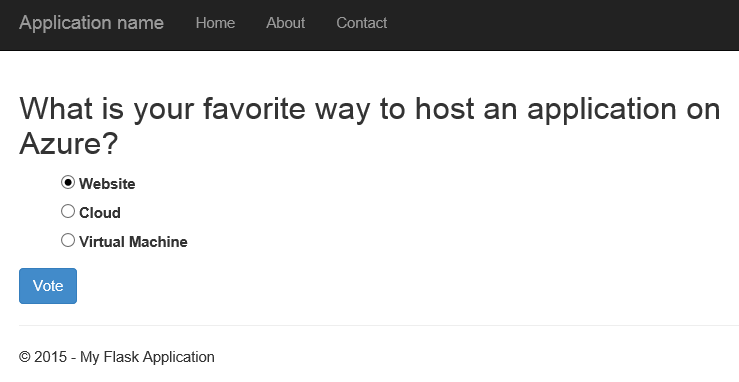 Application name Home About Contact
What is your favorite way to host an application on
Azure?
Website
Cloud
Virtual Machine
Vote
© 2015 - My Flask Application